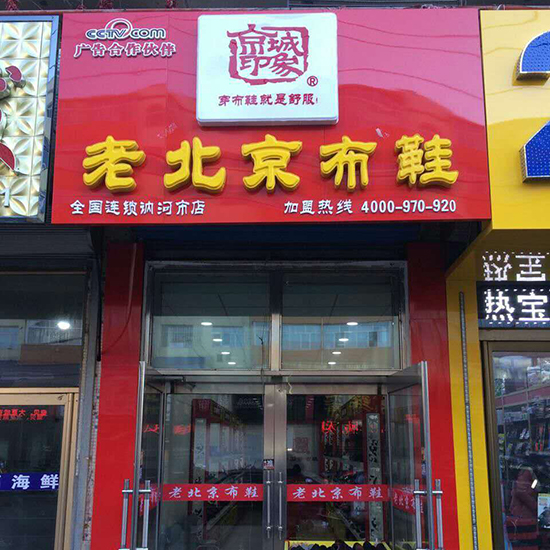 CCTV.com
广告合作伙伴
京城
印象
®
穿布鞋就是舒服
老北京布鞋
全国连锁讷河市店
加盟热线 4000-970-920
热宝
海鲜
老北京布鞋
老北京布鞋